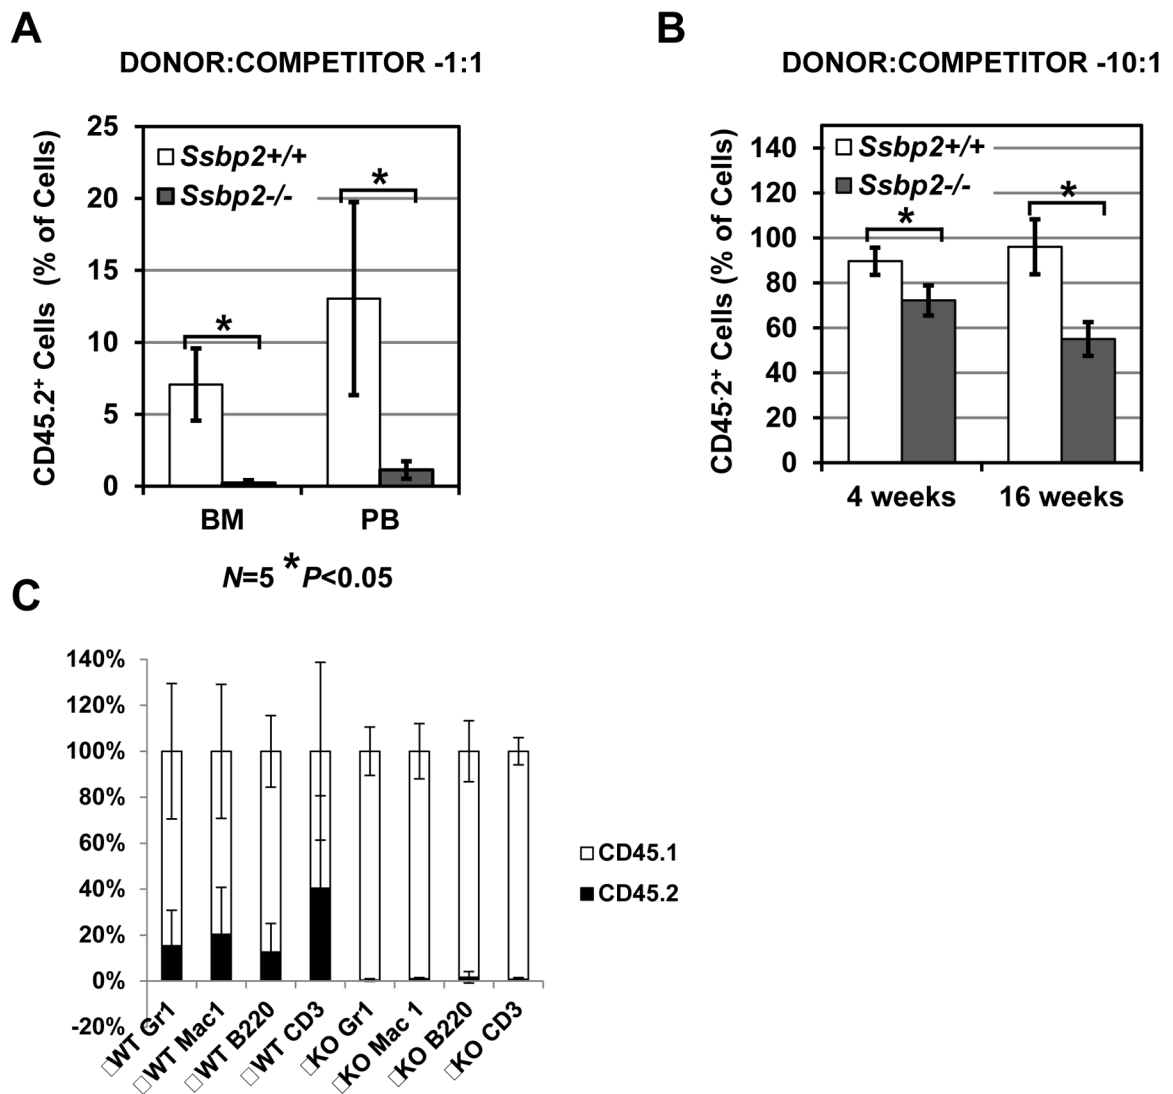 A
DONOR:COMPETITOR -1:1
CD45.2+ Cells (% of Cells)
25
20
15
10
5
0
Ssbp2+/+
Ssbp2-/-
*
*
BM
PB
N=5 *P<0.05
B
DONOR:COMPETITOR -10:1
CD45.2+ Cells (% of Cells)
140
120
100
80
60
40
20
0
Ssbp2+/+
Ssbp2-/-
*
*
4 weeks
16 weeks
C
140%
120%
100%
80%
60%
40%
20%
0%
-20%
□WT Gr1
□WT Mac1
□WT B220
□WT CD3
□KO Gr1
□KO Mac 1
□KO B220
□KO CD3
CD45.1
CD45.2